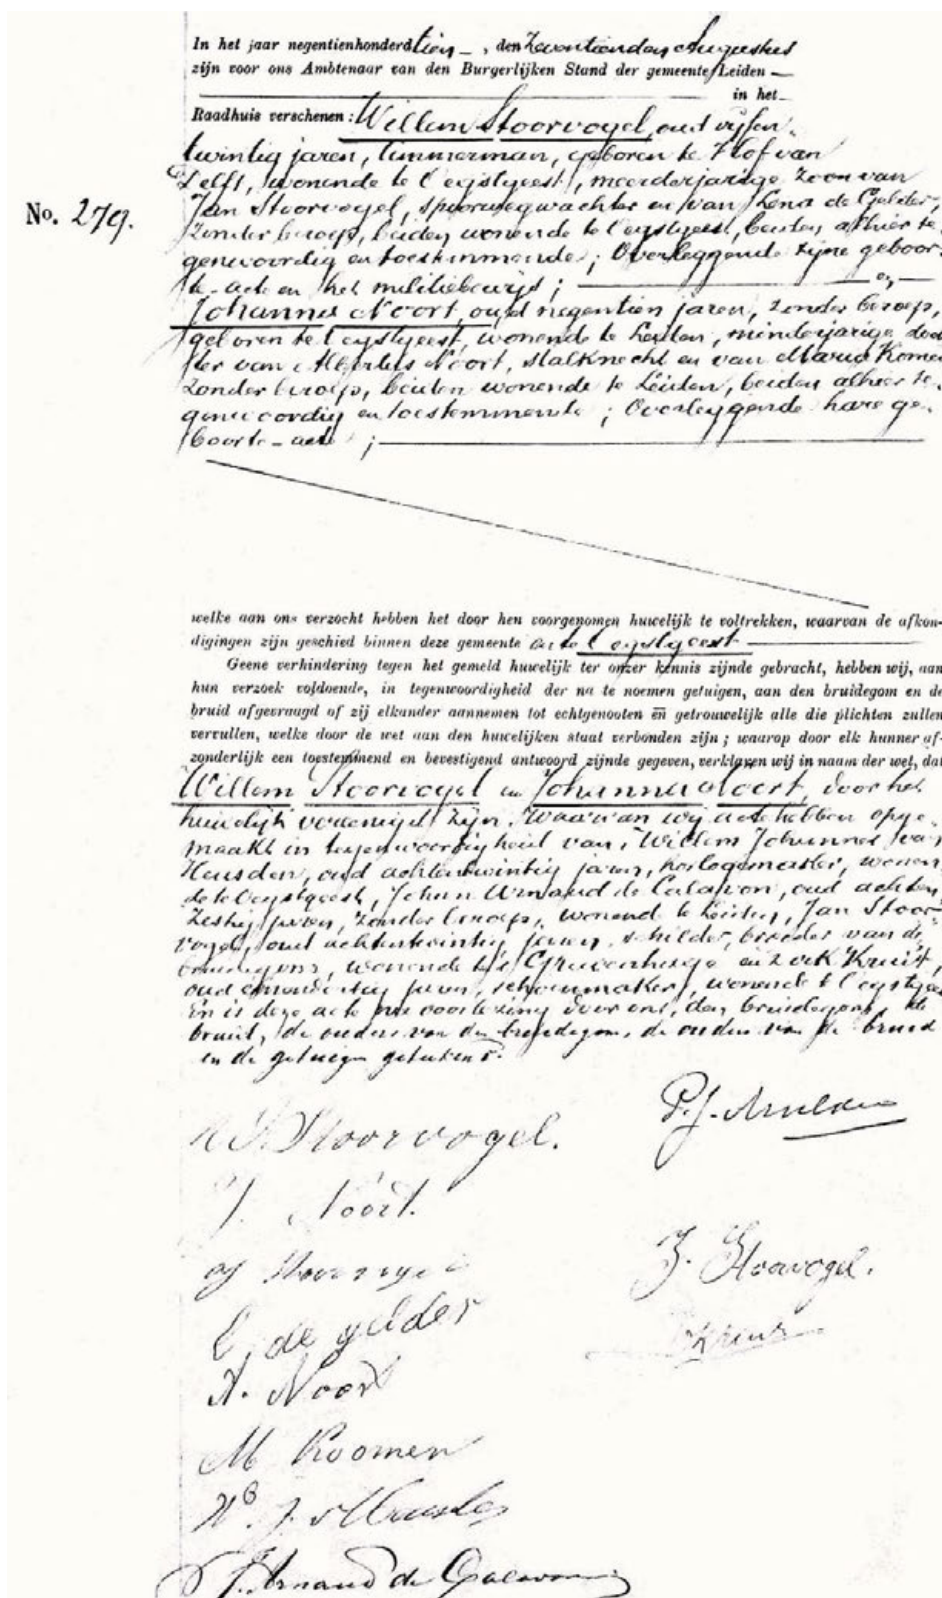 In het jaar negentienhonderd tien, den Zeventienden Augustus
zijn voor ons Ambtenaar van den Burgerlijken Stand der gemeente Leiden
in het
Raadhuis verschenen: Willem Stoorvogel, oud vijfen-
twintig jaren, timmerman, geboren te Hof van
Delft, wonende te Oegstgeest, meerderjarige zoon van
No. 279. Jan Stoorvogel, spoorwegwachter en van Lena de Gelder,
zonder beroep, beiden wonende te Oegstgeest, beiden alhier te-
genwoordig en toestemmende; Overleggende zijne geboor-
te-acte en het militiebewijs; en
Johanna Noort, oud negentien jaren, zonder beroep,
geboren te Oegstgeest, wonende te Leiden, minderjarige doch
ter van Albertus Noort, stalknecht en van Maria Komen
zonder beroep, beiden wonende te Leiden, beiden alhier te-
genwoordig en toestemmende; Overleggende hare ge-
boorte-acte;
welke aan ons verzocht hebben het door hen voorgenomen huwelijk te voltrekken, waarvan de afkon-
digingen zijn geschied binnen deze gemeente en te Oegstgeest
Geene verhindering tegen het gemeld huwelijk ter onzer kennis zijnde gebracht, hebben wij, aan
hun verzoek voldoende, in tegenwoordigheid der na te noemen getuigen, aan den bruidegom en de
bruid afgevraagd of zij elkander aannemen tot echtgenooten en getrouwelijk alle die plichten zullen
vervullen, welke door de wet aan den huwelijken staat verbonden zijn; waarop door elk hunner af-
zonderlijk een toestemmend en bevestigend antwoord zijnde gegeven, verklaren wij in naam der wet, dat
Willem Stoorvogel en Johanna Noort, door het
huwelijk vereenigd zijn. Waarvan wij acte hebben opge-
maakt in tegenwoordigheid van: Willem Johannes van
Heusden, oud achtentwintig jaren, horlogemaker, wonen
de te Oegstgeest, Johan Arnaud de Calavon, oud achten
zestig jaren, zonder beroep, wonend te Leiden, Jan Stoor-
vogel, oud achtentwintig jaren, schilder, broeder van de
bruidegom, wonende te 's Gravenhage en Kruit,
oud jaren, schoenmaker, wonende te Oegstgeest
En is deze acte na voorlezing door ons, den bruidegom, de
bruid, de ouders van den bruidegom, de ouders van de bruid
en de getuigen geteekend.
Stoorvogel. P. J. Mulder
J. Noort.
J. Stoorvogel.
de gelder
A. Noort
M Koomen
W. J. v Heusden
J. Arnaud de Calavon